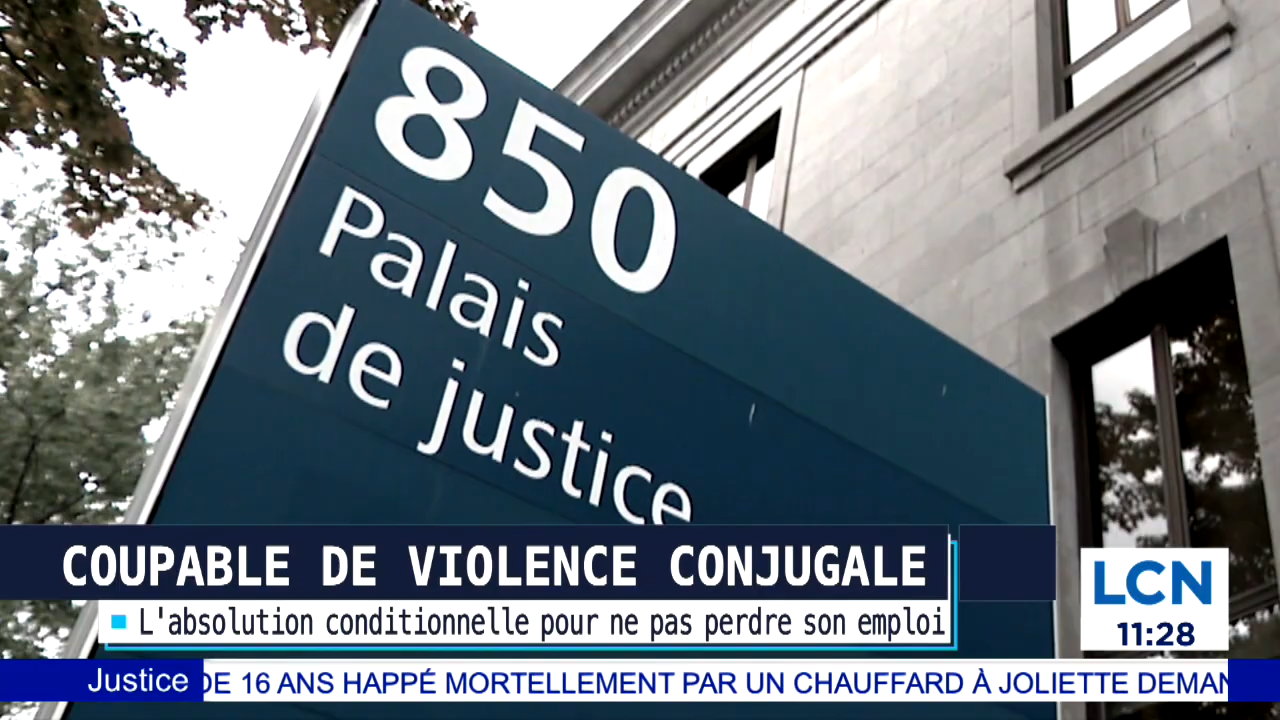 850
Palais
de justice
COUPABLE DE VIOLENCE CONJUGALE
L'absolution conditionnelle pour ne pas perdre son emploi
LCN
11:28
Justice
DE 16 ANS HAPPÉ MORTELLEMENT PAR UN CHAUFFARD À JOLIETTE